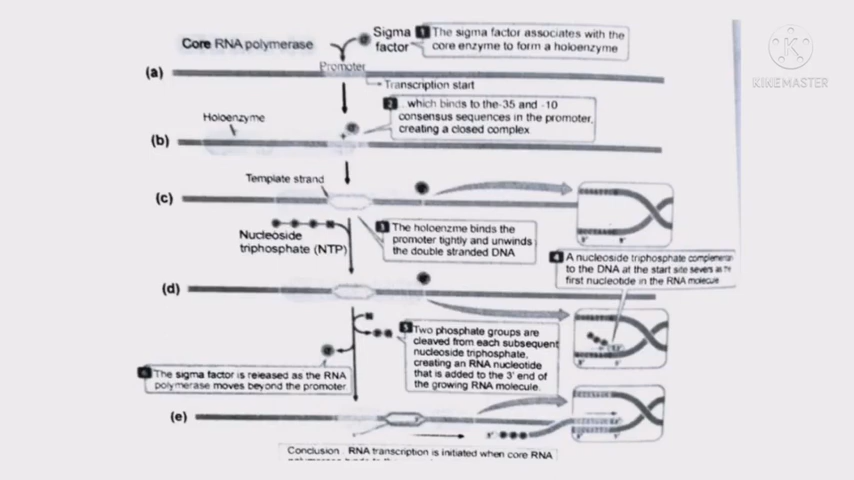 Core RNA polymerase
Sigma
factor
1 The sigma factor associates with the
core enzyme to form a holoenzyme
KINEMASTER
Promoter
(a)
Transcription start
2 ...which binds to the -35 and -10
consensus sequences in the promoter,
creating a closed complex
Holoenzyme
(b)
Template strand
(c)
Nucleoside
triphosphate (NTP)
3 The holoenzme binds the
promoter tightly and unwinds
the double stranded DNA
4 A nucleoside triphosphate
to the DNA at the start site severs as
first nucleotide in the RNA molecule
(d)
5 Two phosphate groups are
cleaved from each subsequent
nucleoside triphosphate,
creating an RNA nucleotide
that is added to the 3' end of
the growing RNA molecule.
6 The sigma factor is released as the RNA
polymerase moves beyond the promoter.
(e)
Conclusion RNA transcription is initiated when core RNA